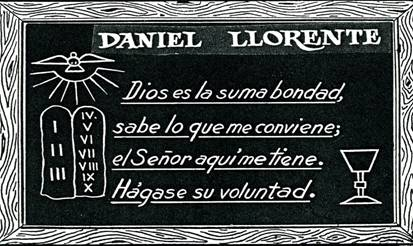 DANIEL LLORENTE
Dios es la suma bondad,
sabe lo que me conviene;
el Señor aquí me tiene.
Hágase su voluntad.
I
II
III
IV.
V
VI
VII
VIII
IX
X